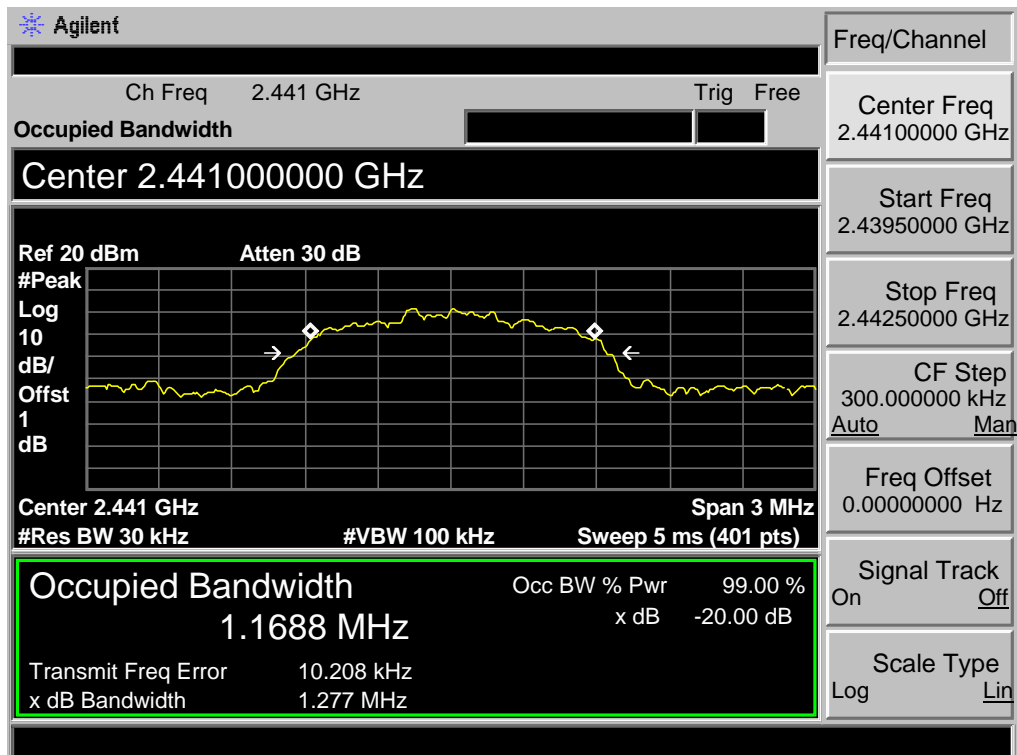 Agilent
Freq/Channel
Ch Freq 2.441 GHz Trig Free
Occupied Bandwidth
Center 2.441000000 GHz
Ref 20 dBm Atten 30 dB
#Peak
Log
10
dB/
Offst
1
dB
Center 2.441 GHz Span 3 MHz
#Res BW 30 kHz #VBW 100 kHz Sweep 5 ms (401 pts)
Occupied Bandwidth Occ BW % Pwr 99.00 %
1.1688 MHz x dB -20.00 dB
Transmit Freq Error 10.208 kHz
x dB Bandwidth 1.277 MHz
Center Freq
2.44100000 GHz
Start Freq
2.43950000 GHz
Stop Freq
2.44250000 GHz
CF Step
300.000000 kHz
Auto Man
Freq Offset
0.00000000 Hz
Signal Track
On Off
Scale Type
Log Lin